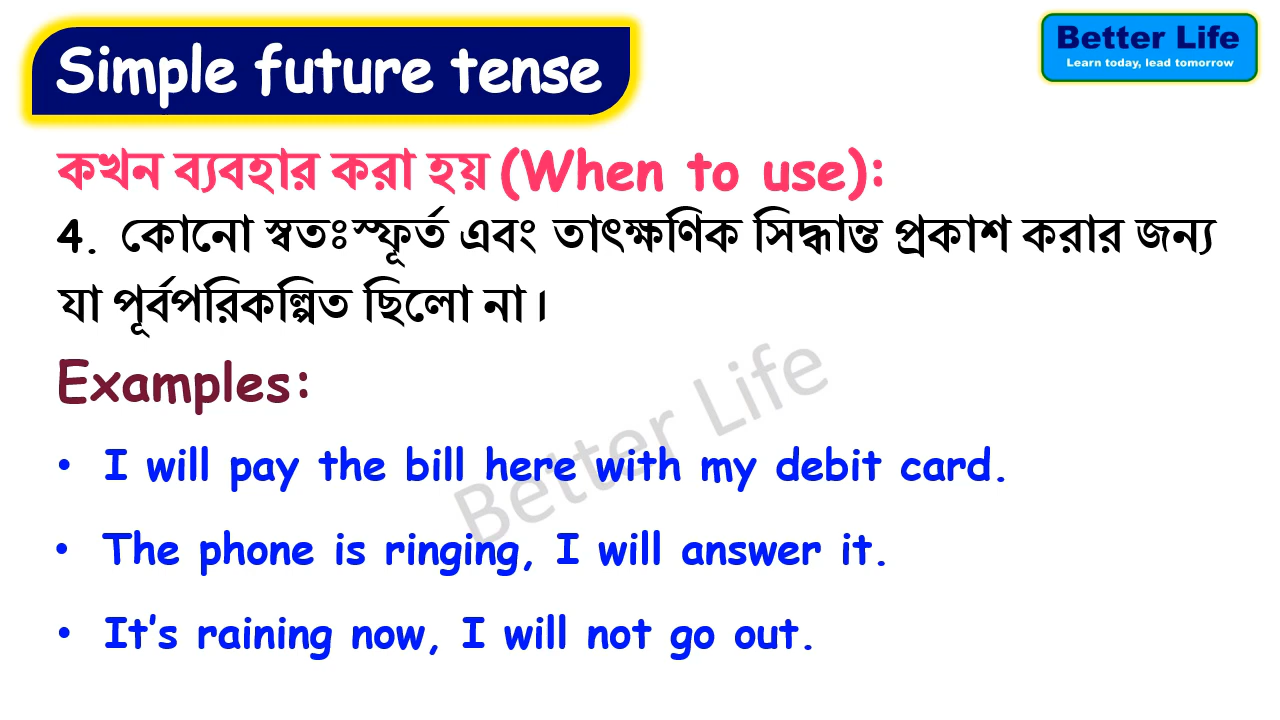 Simple future tense
Better Life
Learn today, lead tomorrow
কখন ব্যবহার করা হয় (When to use):
4. কোনো স্বতঃস্ফূর্ত এবং তাৎক্ষণিক সিদ্ধান্ত প্রকাশ করার জন্য
যা পূর্বপরিকল্পিত ছিলো না।
Examples:
• I will pay the bill here with my debit card.
• The phone is ringing, I will answer it.
• It's raining now, I will not go out.
Better Life